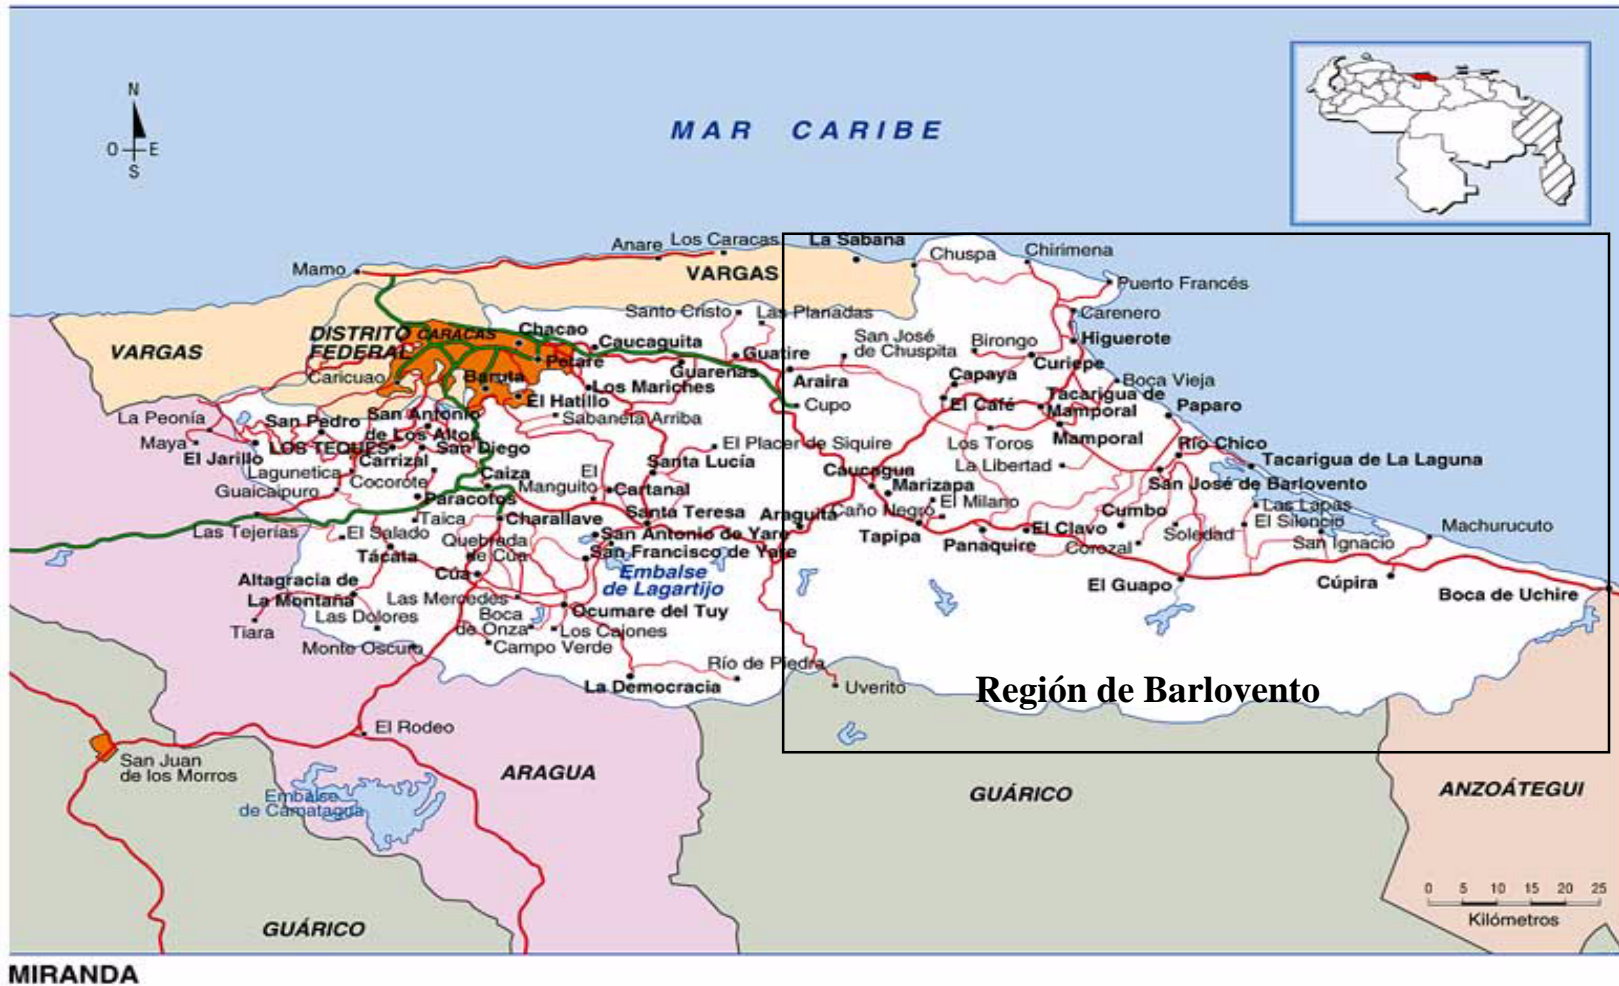 N
O E
S
MAR CARIBE
Anare
Los Caracas
La Sabana
Chuspa
Chirimena
Mamo
VARGAS
Puerto Francés
Santo Cristo
Las Planadas
Carenero
DISTRITO
FEDERAL
CARACAS
Chacao
Caucaguita
San José
de Chuspita
Birongo
Higuerote
VARGAS
Petare
Guatire
Curiepe
Caricuao
Baruta
Guarenas
Araira
Capaya
Boca Vieja
Los Mariches
El Hatillo
Cupo
El Café
Tacarigua de
Mamporal
Paparo
La Peonía
San Pedro
San Antonio
de Los Altos
Sabaneta Arriba
Maya
LOS TEQUES
San Diego
El Placer de Siquire
Los Toros
Mamporal
Río Chico
El Jarillo
Carrizal
Santa Lucía
La Libertad
Tacarigua de La Laguna
Lagunetica
Cocorote
Caiza
El
Manguito
Caucagua
Marizapa
San José de Barlovento
Guaicaipuro
Paracotos
Cartanal
El Milano
Las Lapas
Las Tejerías
Taica
Charallave
Santa Teresa
Araguita
Caño Negro
Cumbo
El Silencio
Machurucuto
El Salado
Quebrada
de Cúa
San Antonio de Yare
Tapipa
El Clavo
Soledad
San Ignacio
Tácata
San Francisco de Yare
Panaquire
Corozal
Cúa
Embalse
de Lagartijo
Altagracia de
La Montaña
El Guapo
Cúpira
Boca de Uchire
Las Mercedes
Las Dolores
Boca
de Onza
Ocumare del Tuy
Tiara
Los Cajones
Monte Oscuro
Campo Verde
Río de Piedra
La Democracia
Uverito
Región de Barlovento
El Rodeo
San Juan
de los Morros
ARAGUA
Embalse
de Camatagua
GUÁRICO
ANZOÁTEGUI
0 5 10 15 20 25
Kilómetros
GUÁRICO
MIRANDA